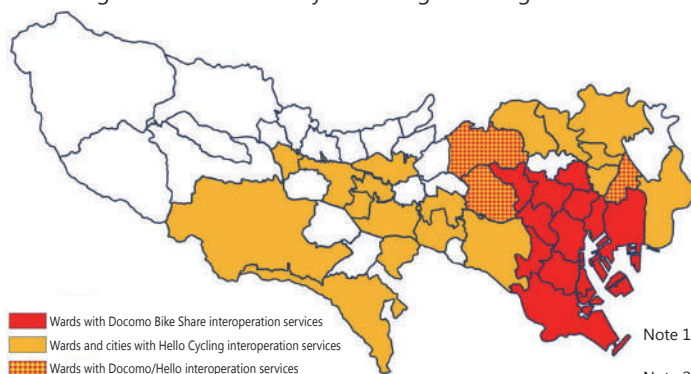 Wards with Docomo Bike Share interoperation services
Wards and cities with Hello Cycling interoperation services
Wards with Docomo/Hello interoperation services
Note 1